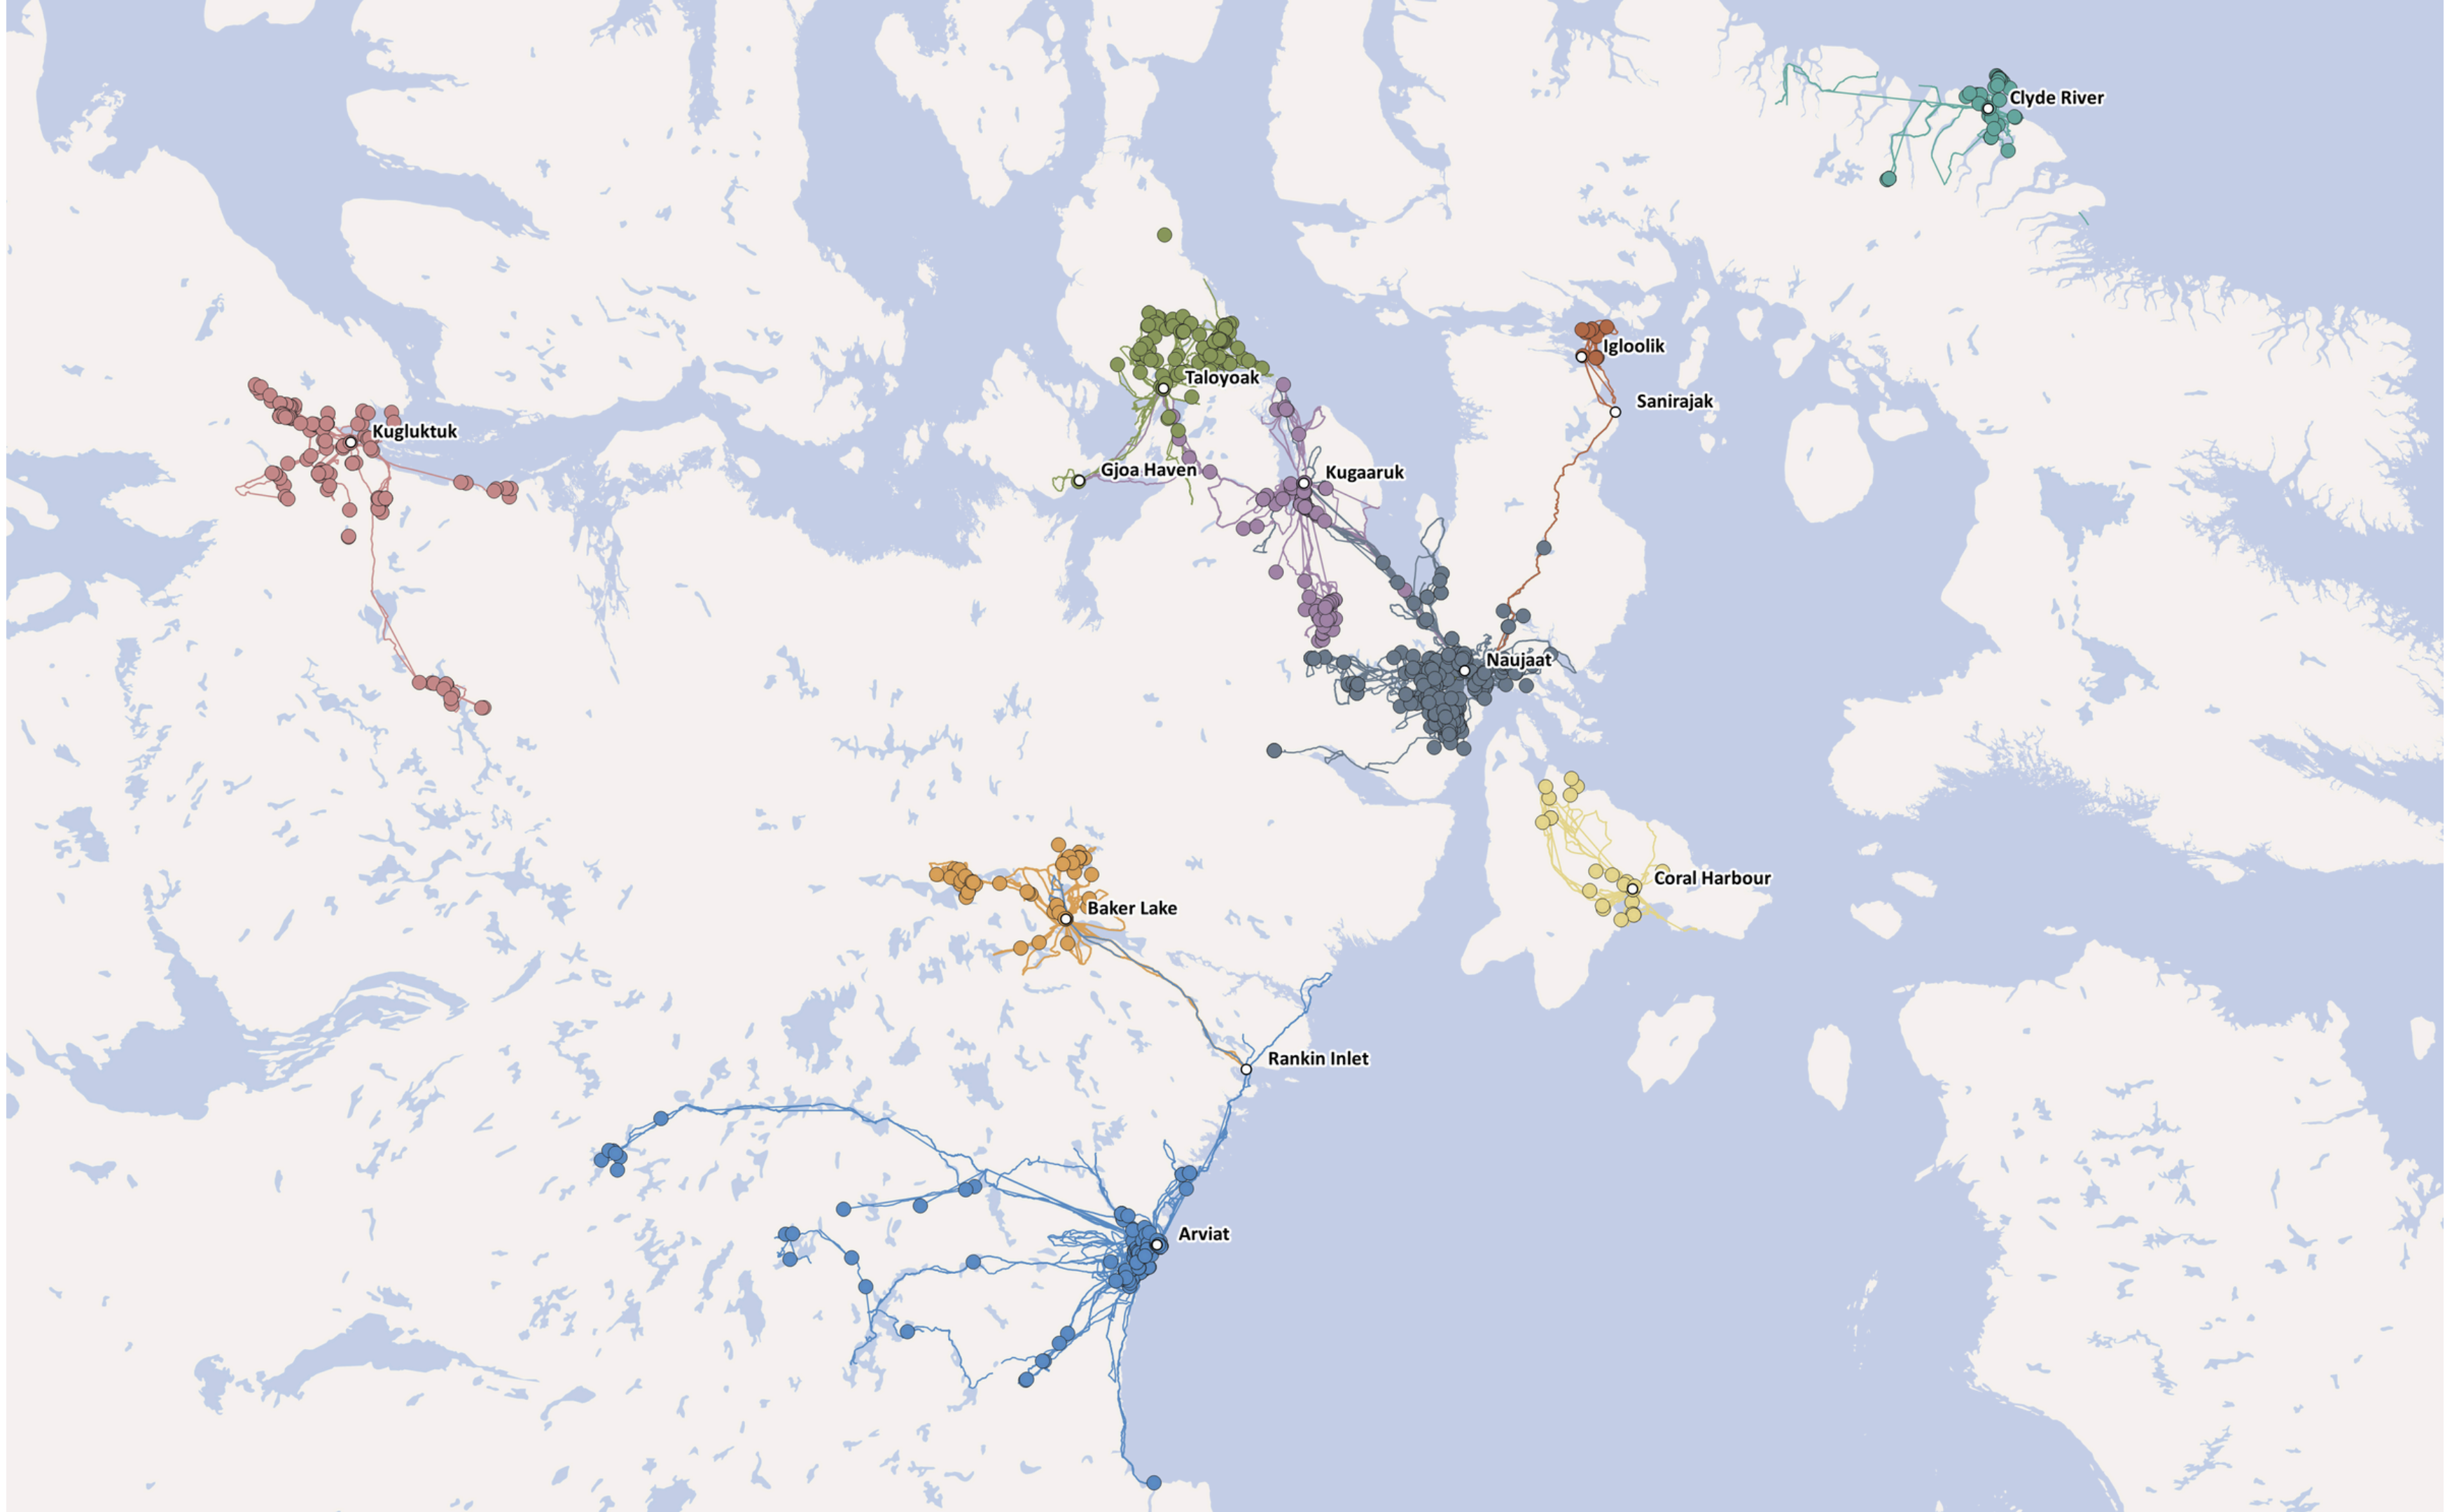 Clyde River
Igloolik
Taloyoak
Sanirajak
Kugluktuk
Gjoa Haven
Kugaaruk
Naujaat
Coral Harbour
Baker Lake
Rankin Inlet
Arviat